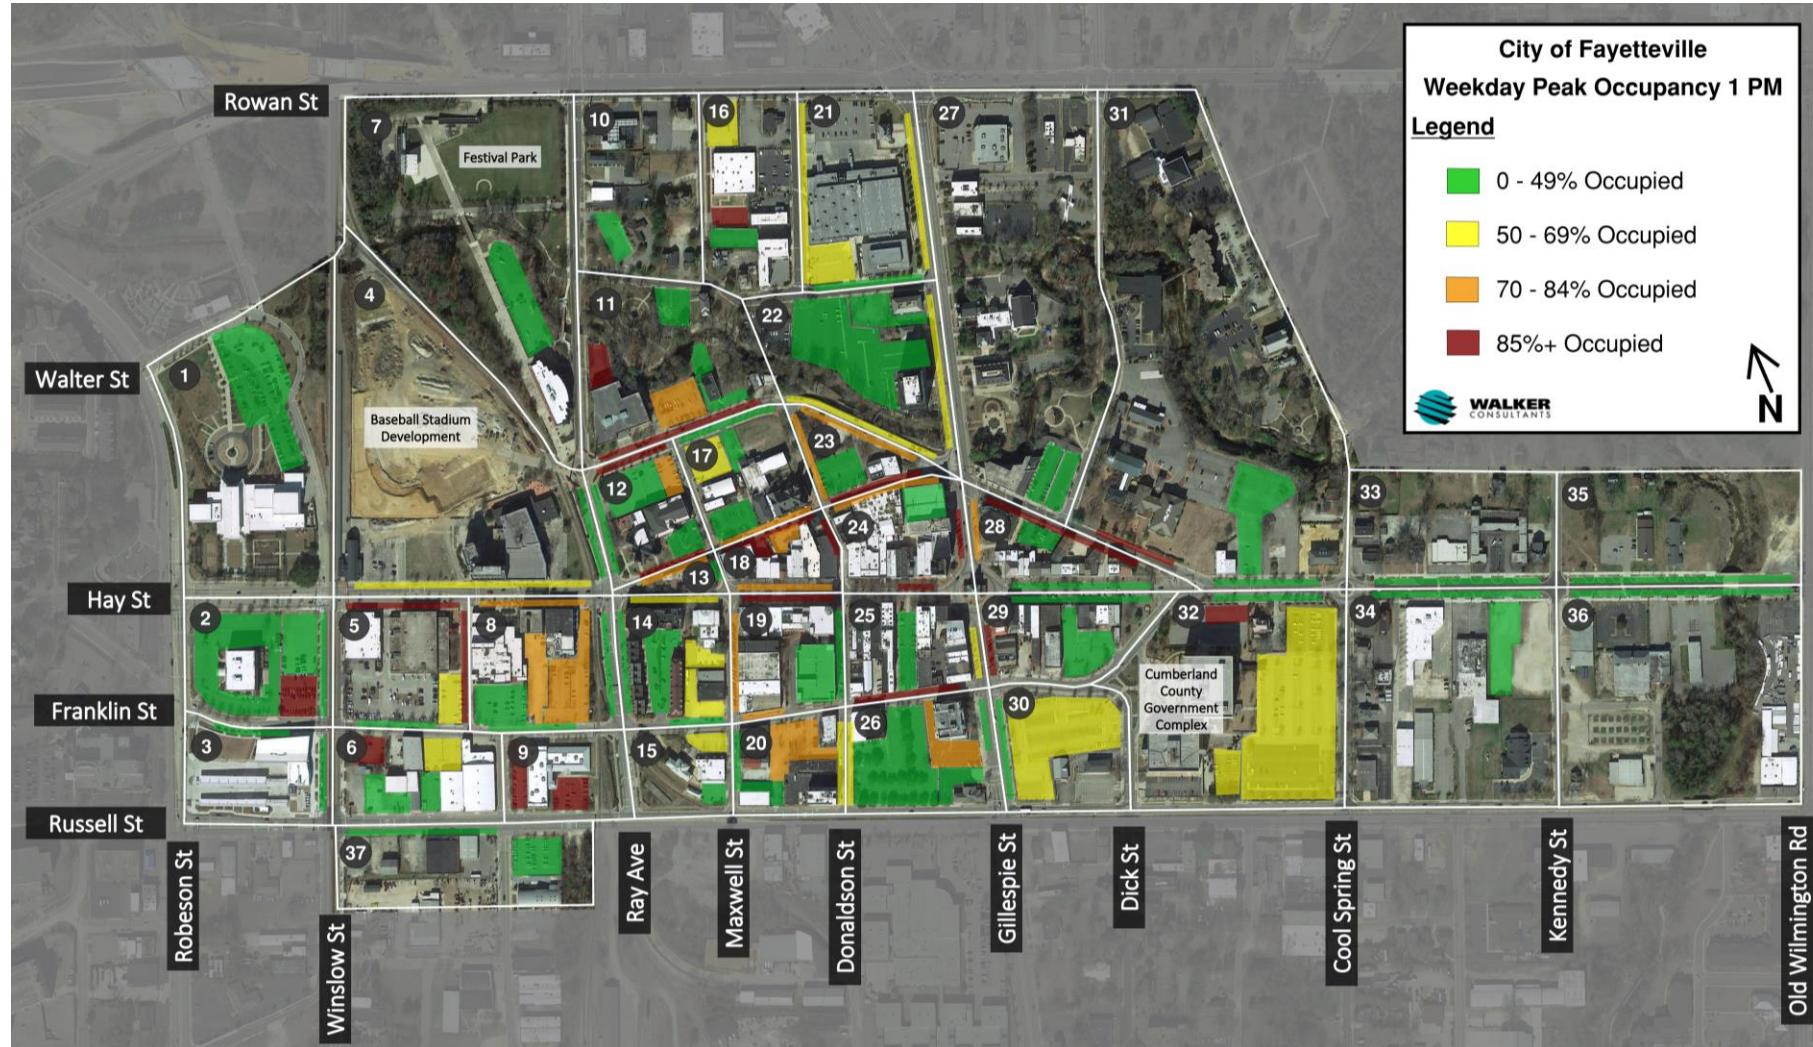 City of Fayetteville
Weekday Peak Occupancy 1 PM
Legend
0 - 49% Occupied
50 - 69% Occupied
70 - 84% Occupied
85%+ Occupied
WALKER
CONSULTANTS
N
Rowan St
Walter St
Hay St
Franklin St
Russell St
Robeson St
Winslow St
Ray Ave
Maxwell St
Donaldson St
Gillespie St
Dick St
Cool Spring St
Kennedy St
Old Wilmington Rd
Festival Park
Baseball Stadium
Development
Cumberland
County
Government
Complex
1
2
3
4
5
6
7
8
9
10
11
12
13
14
15
16
17
18
19
20
21
22
23
24
25
26
27
28
29
30
31
32
33
34
35
36
37